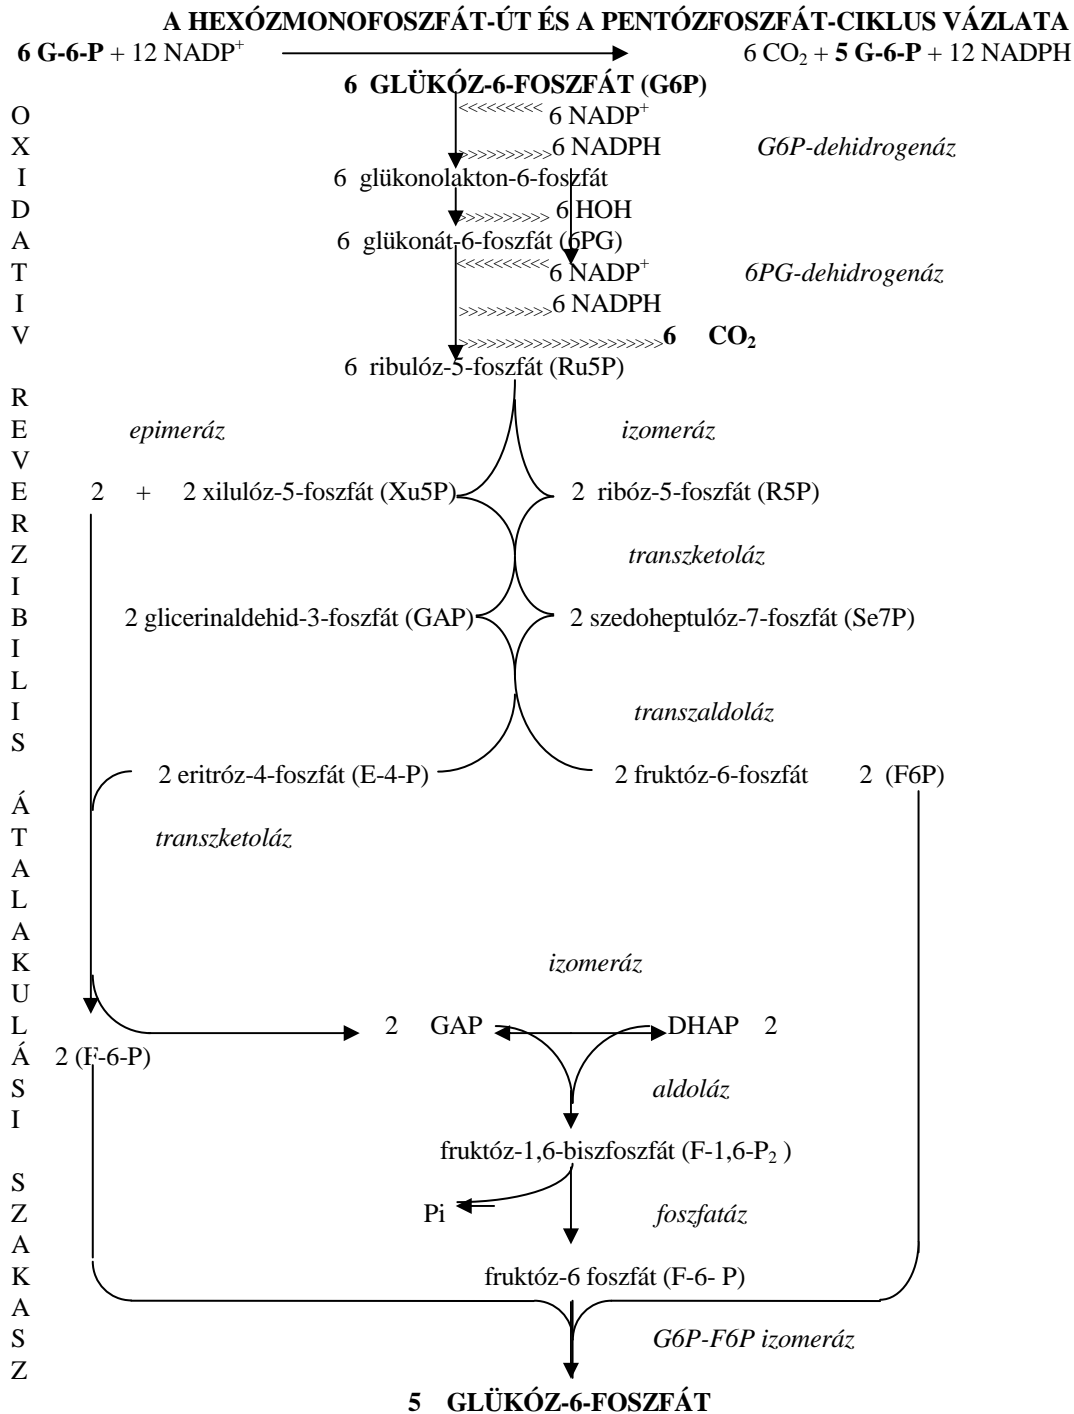 A HEXÓZMONOFOSZFÁT-ÚT ÉS A PENTÓZFOSZFÁT-CIKLUS VÁZLATA
6 G-6-P + 12 NADP⁺ 6 CO₂ + 5 G-6-P + 12 NADPH
6 GLÜKÓZ-6-FOSZFÁT (G6P)
<<<<<<<<< 6 NADP⁺
>>>>>>>>>>6 NADPH G6P-dehidrogenáz
6 glükonolakton-6-foszfát
>>>>>>>>>> 6 HOH
6 glükonát-6-foszfát (6PG)
<<<<<<<<<<6 NADP⁺ 6PG-dehidrogenáz
>>>>>>>>>>6 NADPH
>>>>>>>>>>>>>>>>>>>>>>6 CO₂
6 ribulóz-5-foszfát (Ru5P)
OXIDATIV
epimeráz izomeráz
2 + 2 xilulóz-5-foszfát (Xu5P) 2 ribóz-5-foszfát (R5P)
transzketoláz
2 glicerinaldehid-3-foszfát (GAP) 2 szedoheptulóz-7-foszfát (Se7P)
transzaldoláz
2 eritróz-4-foszfát (E-4-P) 2 fruktóz-6-foszfát 2 (F6P)
transzketoláz
izomeráz
2 GAP DHAP 2
2 (F-6-P)
aldoláz
fruktóz-1,6-biszfoszfát (F-1,6-P₂ )
Pi foszfatáz
fruktóz-6 foszfát (F-6- P)
G6P-F6P izomeráz
5 GLÜKÓZ-6-FOSZFÁT
REVERZIBILIS ÁTALAKULÁSI SZAKASZ